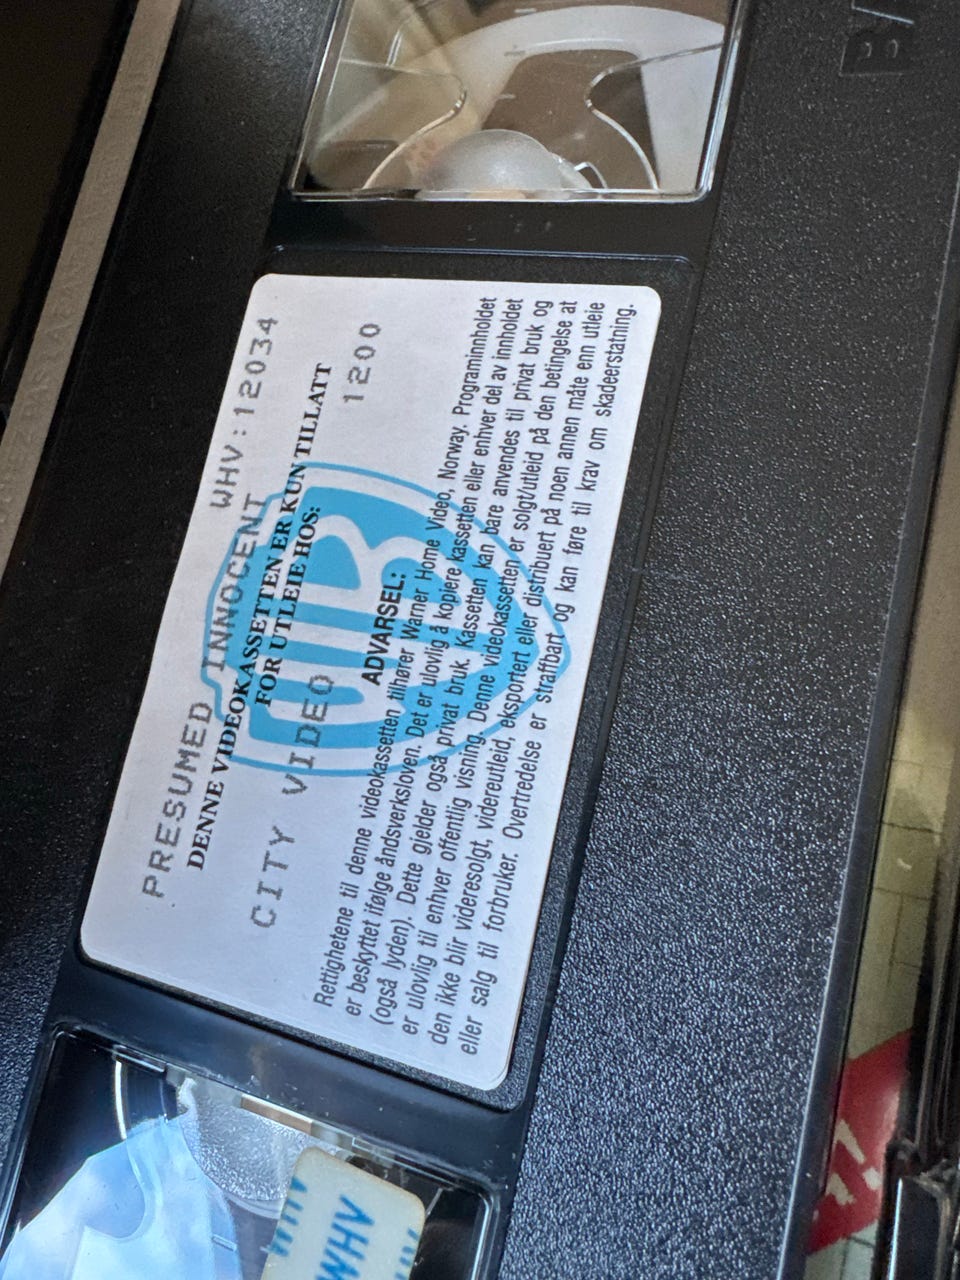 PRESUMED INNOCENT WHV:12034
DENNE VIDEOKASSETTEN ER KUN TILLATT
FOR UTLEIE HOS:
CITY VIDEO 1200
ADVARSEL:
Rettighetene til denne videokassetten tilhører Warner Home Video, Norway. Programinnholdet
er beskyttet ifølge åndsverksloven. Det er ulovlig å kopiere kassetten eller enhver del av innholdet
(også lyden). Dette gjelder også privat bruk. Kassetten kan bare anvendes til privat bruk og
er ulovlig til enhver offentlig visning. Denne videokassetten er solgt/utleid på den betingelse at
den ikke blir videresolgt, videreutleid, eksportert eller distribuert på noen annen måte enn utleie
eller salg til forbruker. Overtredelse er straffbart og kan føre til krav om skadeerstatning.
WHV